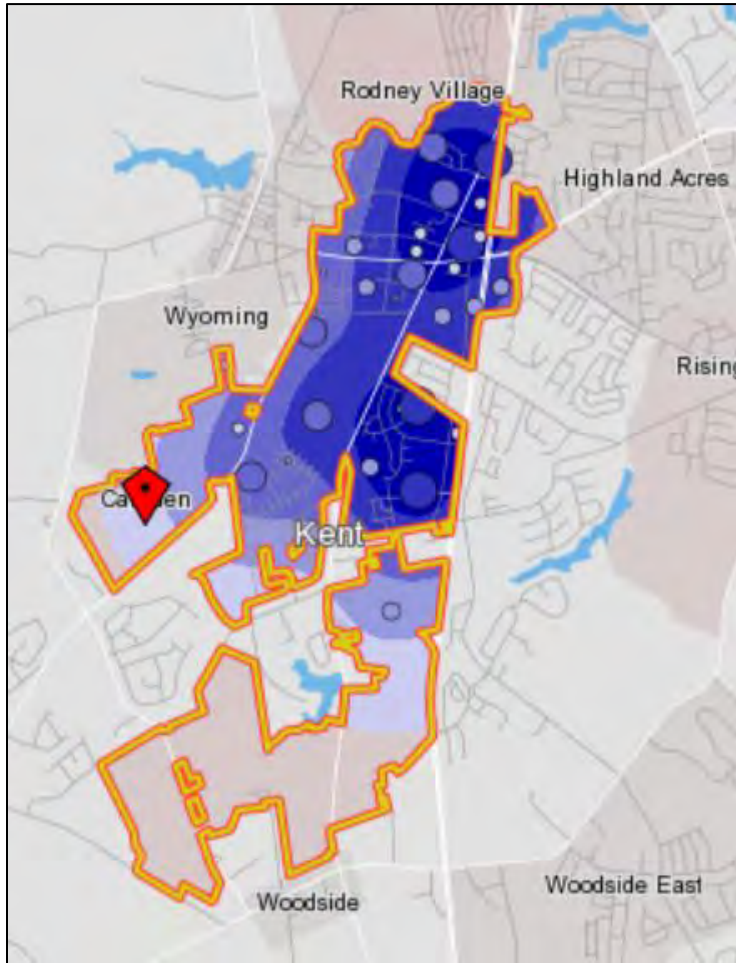 Rodney Village
Highland Acres
Wyoming
Rising
Kent
Woodside East
Woodside